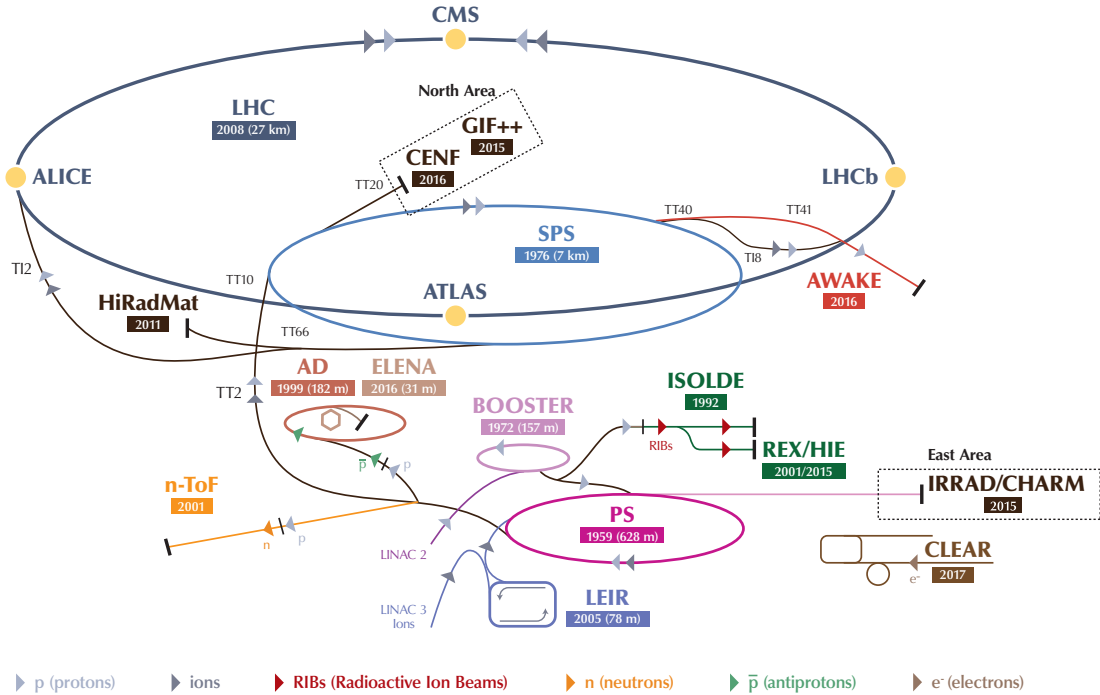 CMS
North Area
LHC
2008 (27 km)
GIF++
2015
CENF
2016
TT20
ALICE
LHCb
TT40
TT41
SPS
1976 (7 km)
TI2
TT10
TI8
ATLAS
AWAKE
2016
HiRadMat
2011
TT66
AD
1999 (182 m)
ELENA
2016 (31 m)
TT2
ISOLDE
1992
BOOSTER
1972 (157 m)
RIBs
REX/HIE
2001/2015
p̅
p
East Area
IRRAD/CHARM
2015
n-ToF
2001
n
p
PS
1959 (628 m)
LINAC 2
CLEAR
2017
e-
LEIR
2005 (78 m)
LINAC 3
Ions
p (protons)
ions
RIBs (Radioactive Ion Beams)
n (neutrons)
p̅ (antiprotons)
e- (electrons)